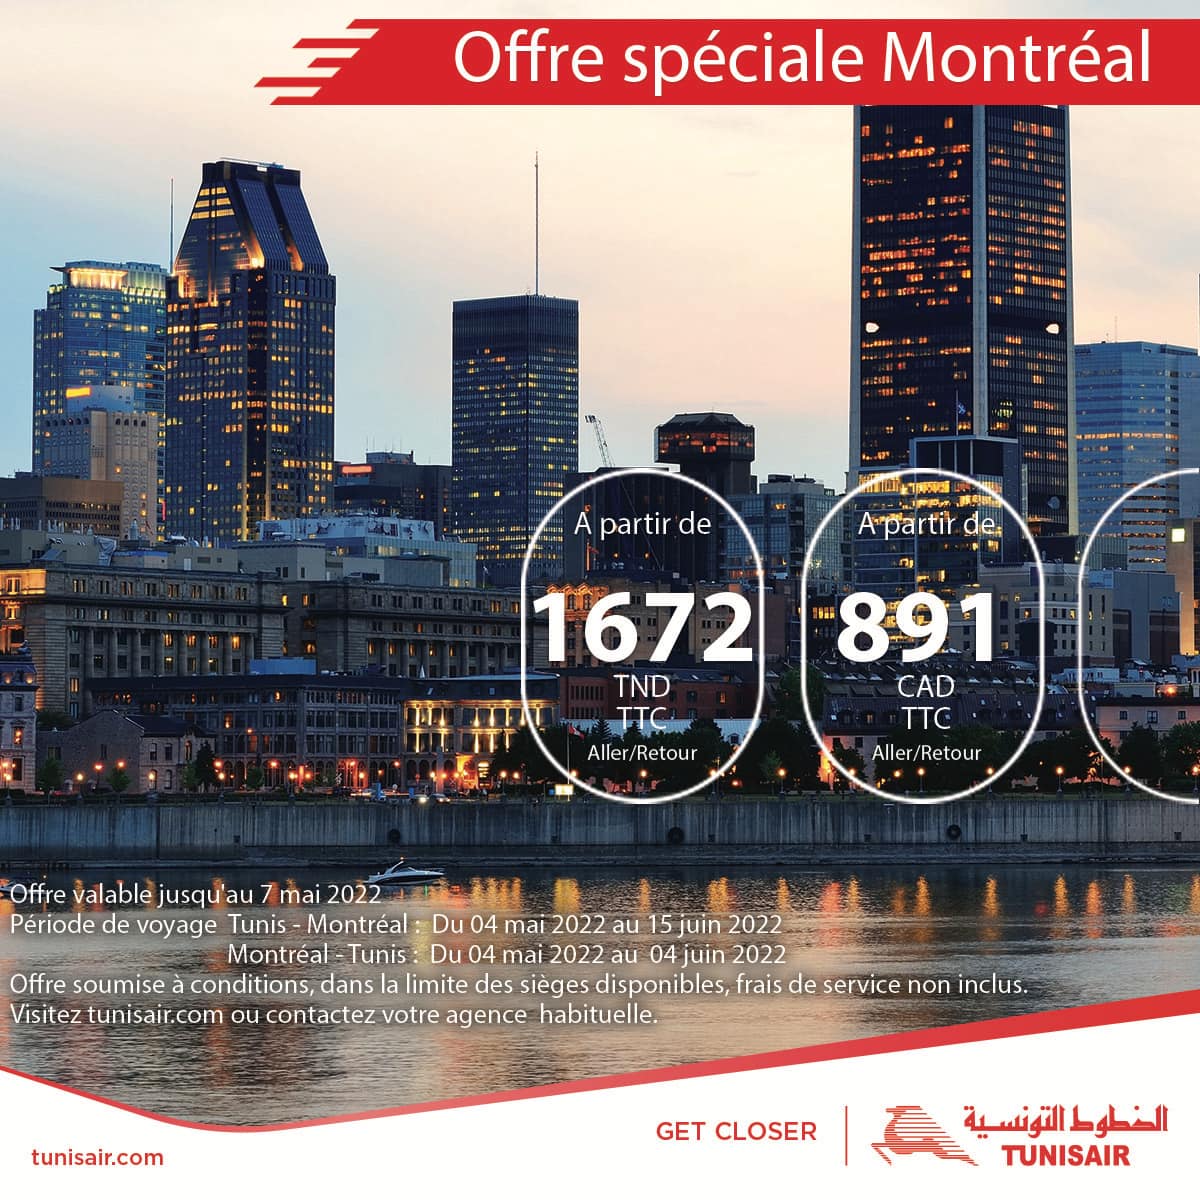 Offre spéciale Montréal
A partir de
1672
TND
TTC
Aller/Retour
A partir de
891
CAD
TTC
Aller/Retour
Offre valable jusqu'au 7 mai 2022
Période de voyage Tunis - Montréal : Du 04 mai 2022 au 15 juin 2022
Montréal - Tunis : Du 04 mai 2022 au 04 juin 2022
Offre soumise à conditions, dans la limite des sièges disponibles, frais de service non inclus.
Visitez tunisair.com ou contactez votre agence habituelle.
GET CLOSER
الخطوط التونسية
TUNISAIR
tunisair.com